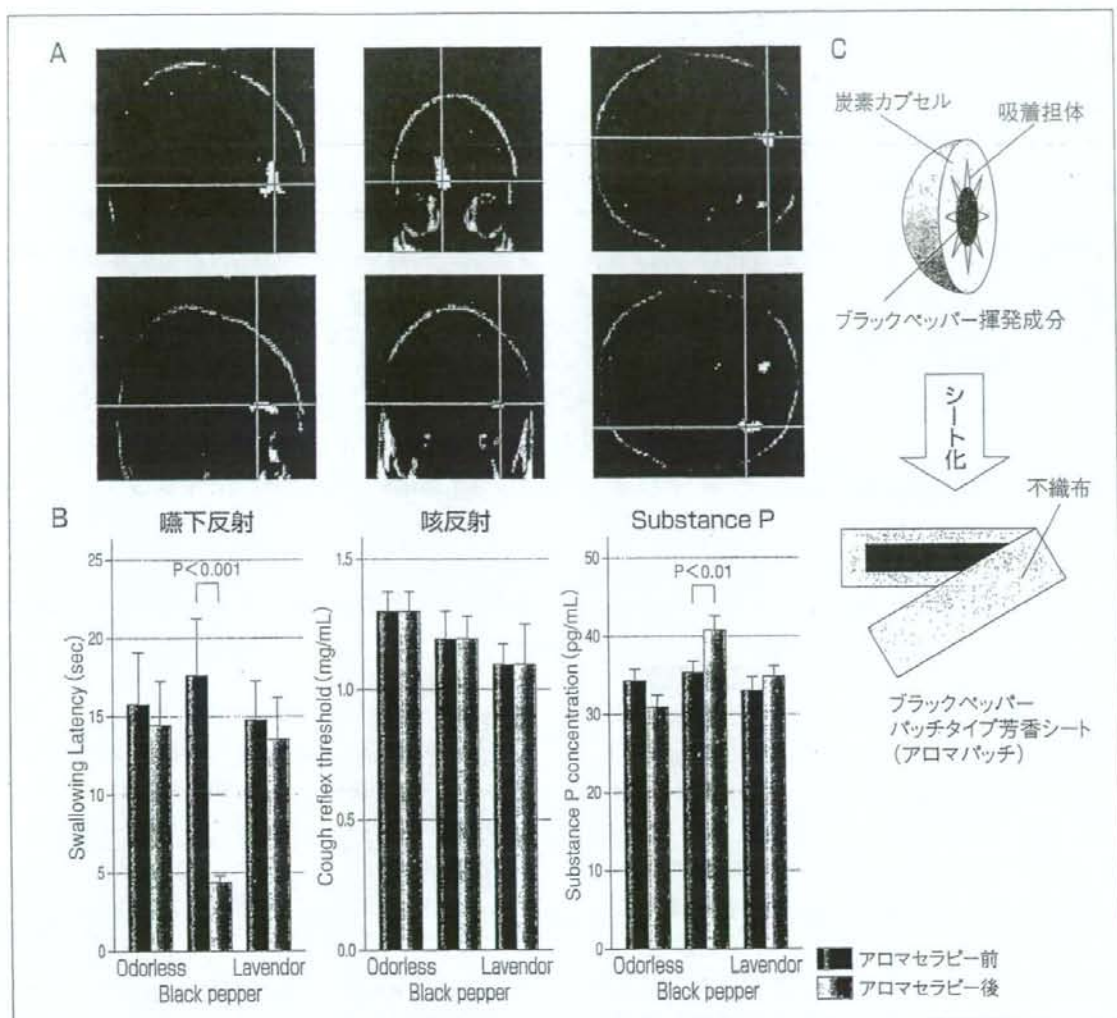 A
C
炭素カプセル
吸着担体
ブラックペッパー揮発成分
シート化
不織布
ブラックペッパー
パッチタイプ芳香シート
(アロマパッチ)
B
嚥下反射
咳反射
Substance P
25
20
15
10
5
0
Swallowing Latency (sec)
P<0.001
Odorless
Lavendor
Black pepper
1.5
1.0
0.5
0.0
Cough reflex threshold (mg/mL)
Odorless
Lavendor
Black pepper
50
40
30
20
10
0
Substance P concentration (pg/mL)
P<0.01
Odorless
Lavendor
Black pepper
アロマセラピー前
アロマセラピー後